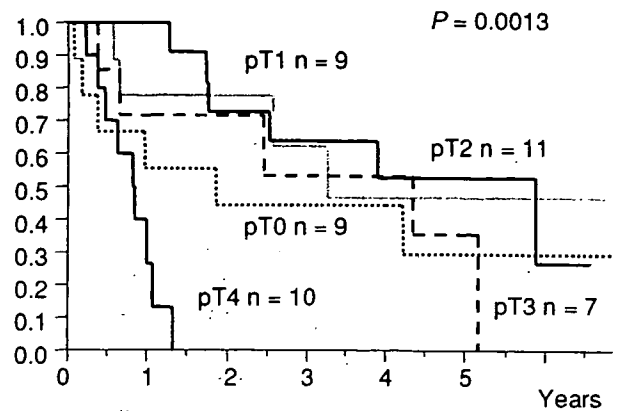 P = 0.0013
1.0
0.9
0.8
0.7
0.6
0.5
0.4
0.3
0.2
0.1
0.0
pT1 n = 9
pT2 n = 11
pT0 n = 9
pT4 n = 10
pT3 n = 7
0 1 2 3 4 5
Years